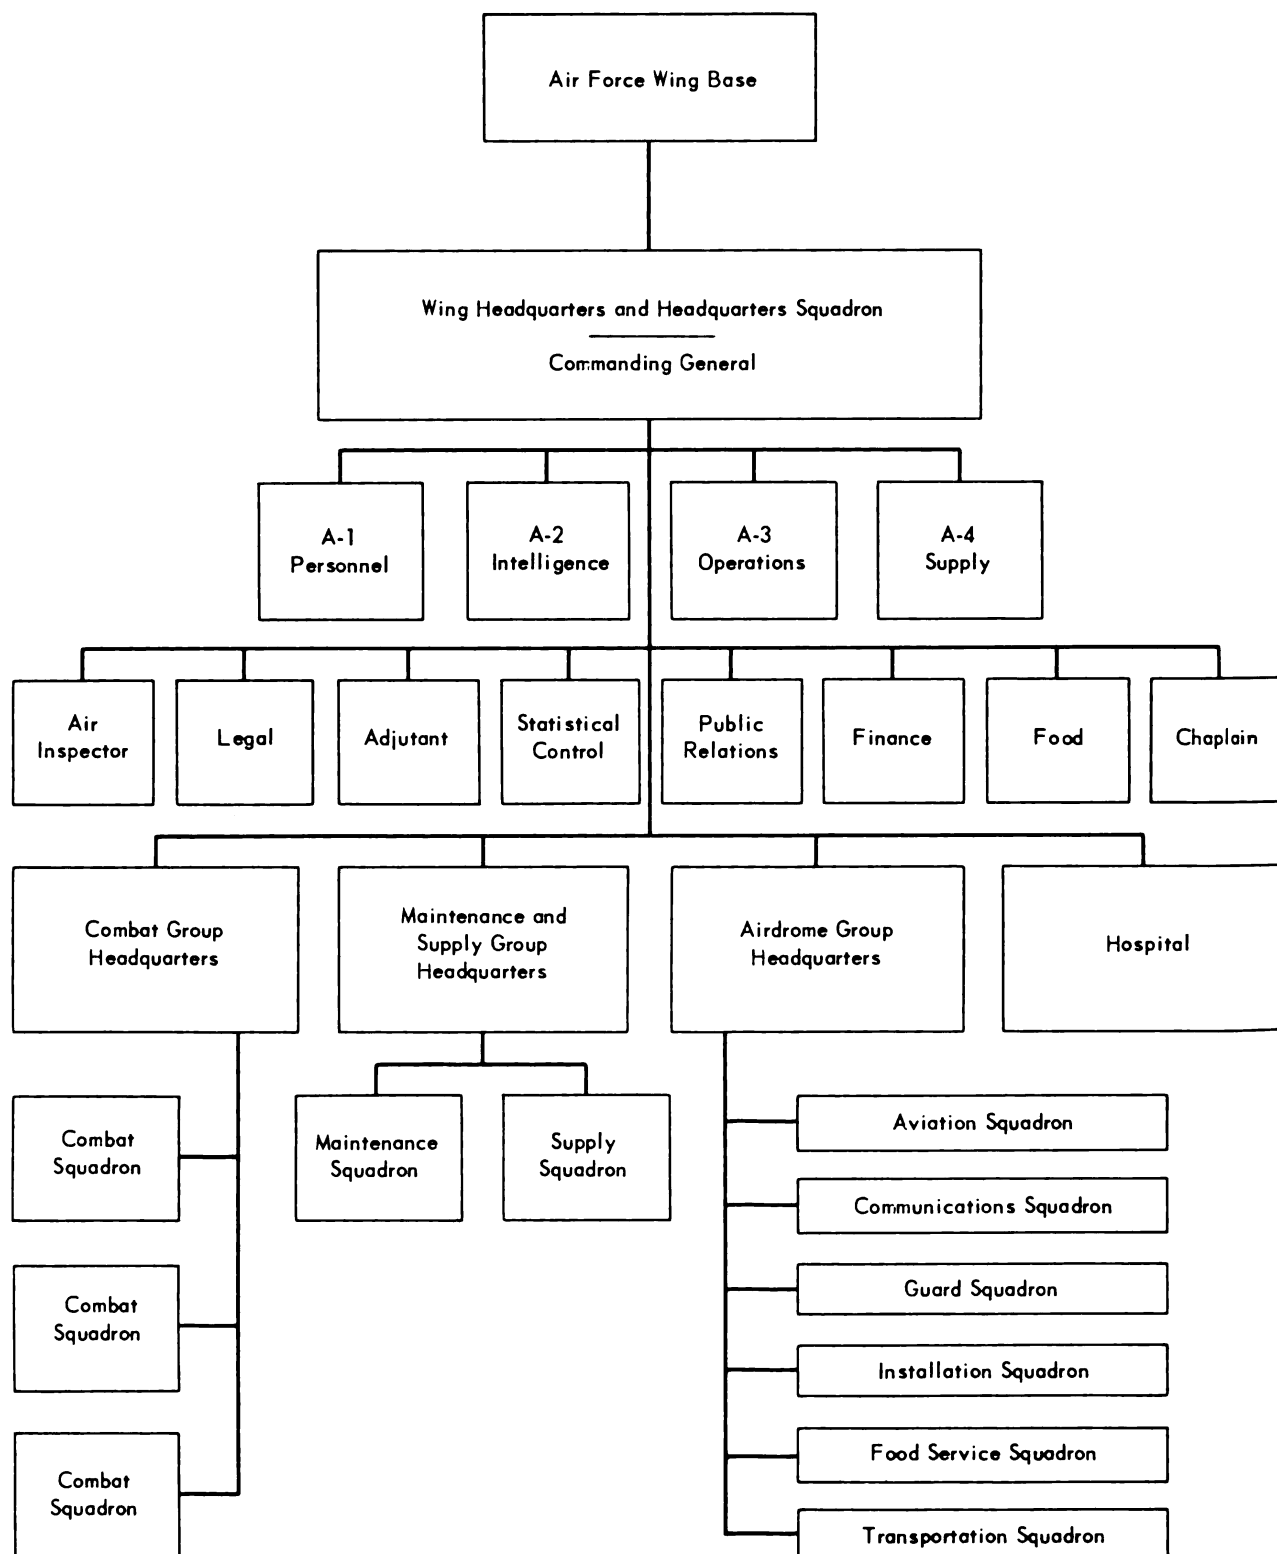 Air Force Wing Base
Wing Headquarters and Headquarters Squadron
Commanding General
A-1
Personnel
A-2
Intelligence
A-3
Operations
A-4
Supply
Air
Inspector
Legal
Adjutant
Statistical
Control
Public
Relations
Finance
Food
Chaplain
Combat Group
Headquarters
Maintenance and
Supply Group
Headquarters
Airdrome Group
Headquarters
Hospital
Combat
Squadron
Combat
Squadron
Combat
Squadron
Maintenance
Squadron
Supply
Squadron
Aviation Squadron
Communications Squadron
Guard Squadron
Installation Squadron
Food Service Squadron
Transportation Squadron